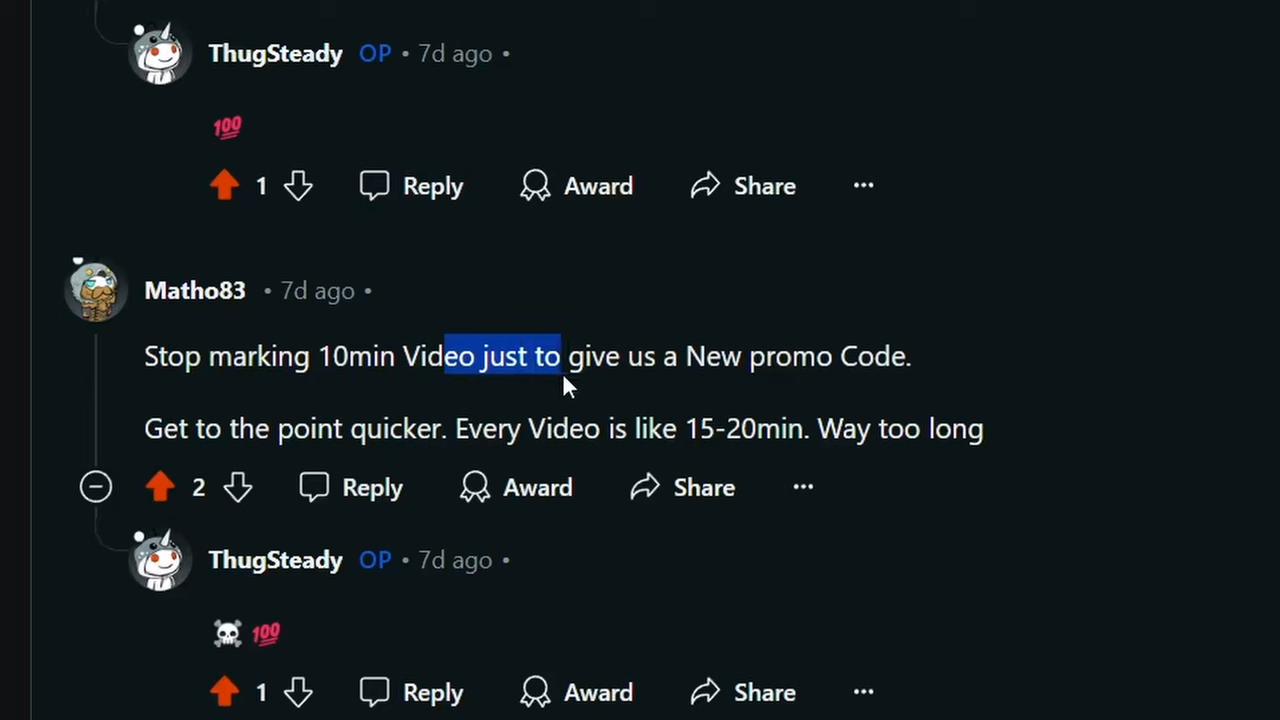 ThugSteady OP • 7d ago •
💯
1 Reply Award Share ...
Matho83 • 7d ago •
Stop marking 10min Video just to give us a New promo Code.
Get to the point quicker. Every Video is like 15-20min. Way too long
2 Reply Award Share ...
ThugSteady OP • 7d ago •
☠️💯
1 Reply Award Share ...